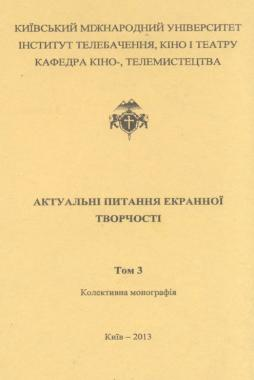 КИЇВСЬКИЙ МІЖНАРОДНИЙ УНІВЕРСИТЕТ
ІНСТИТУТ ТЕЛЕБАЧЕННЯ, КІНО І ТЕАТРУ
КАФЕДРА КІНО-, ТЕЛЕМИСТЕЦТВА
АКТУАЛЬНІ ПИТАННЯ ЕКРАННОЇ
ТВОРЧОСТІ
Том 3
Колективна монографія
Київ – 2013